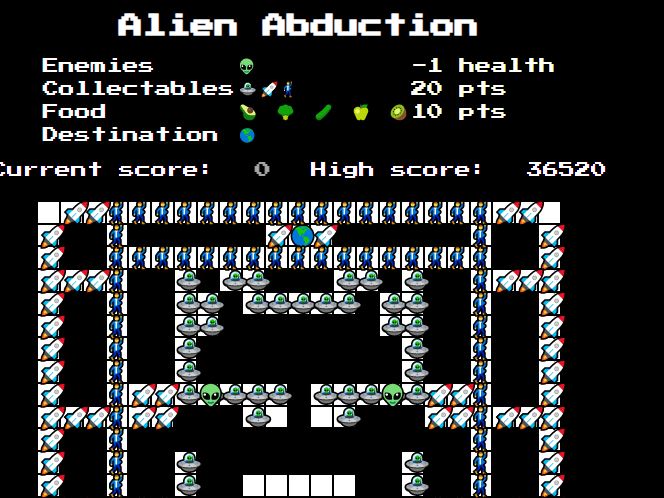 Alien Abduction
Enemies -1 health
Collectables 20 pts
Food 10 pts
Destination
Current score: 0 High score: 36520